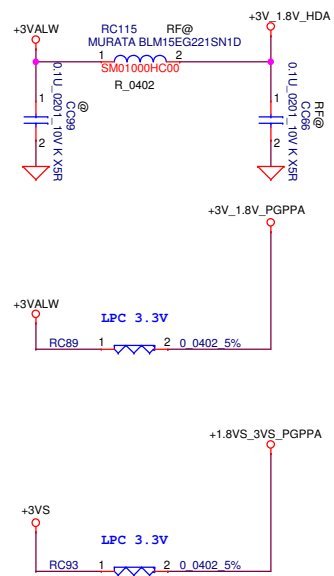 +3VALW
RC115 RF@
+3V_1.8V_HDA
MURATA BLM15EG221SN1D
1 2
SM01000HC00
R_0402
@
CC99
0.1U_0201_10V K X5R
1
2
RF@
CC66
0.1U_0201_10V K X5R
1
2
+3V_1.8V_PGPPA
+3VALW
LPC 3.3V
RC89 1 2 0_0402_5%
+1.8VS_3VS_PGPPA
+3VS
LPC 3.3V
RC93 1 2 0_0402_5%